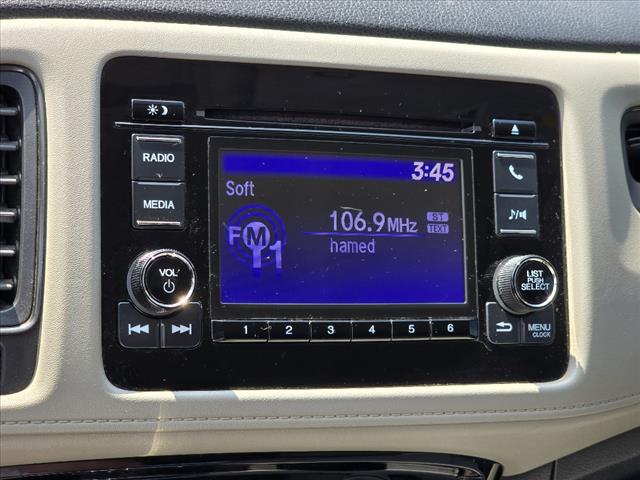 RADIO
MEDIA
VOL
3:45
Soft
FM1
106.9MHz
ST
TEXT
hamed
1 2 3 4 5 6
LIST
PUSH
SELECT
MENU
CLOCK